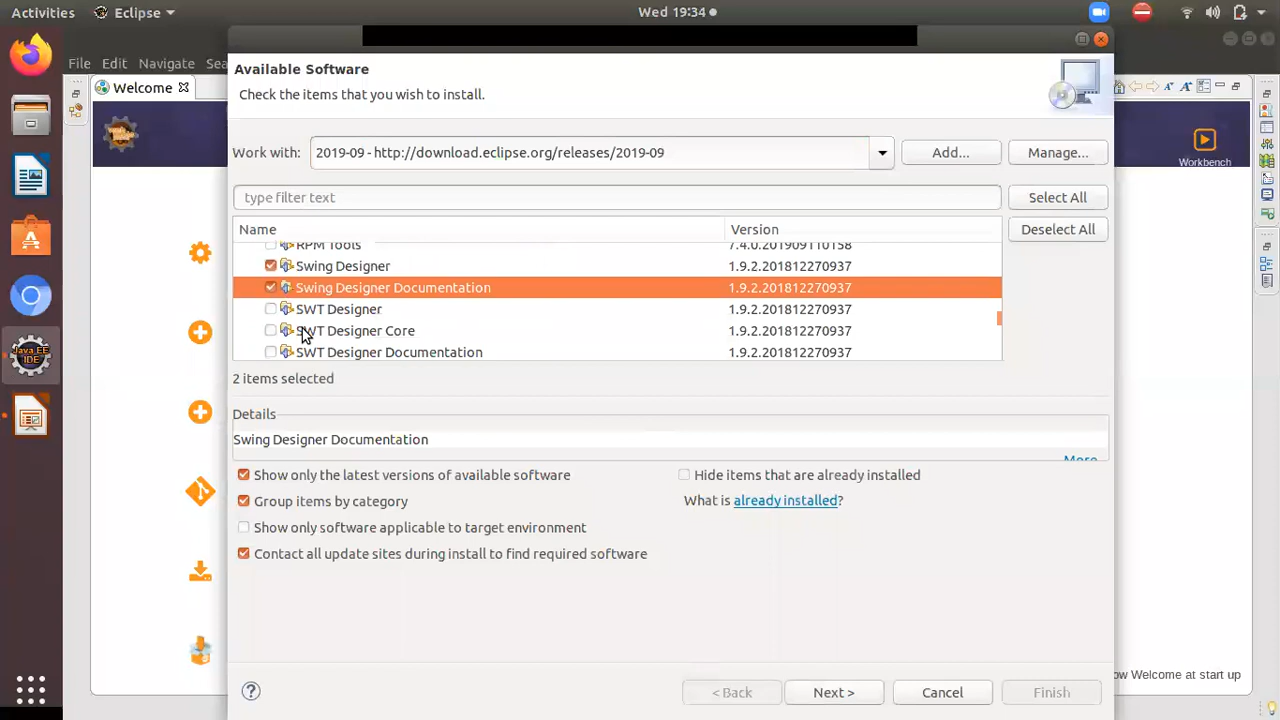 Activities Eclipse Wed 19:34
File Edit Navigate Sea
Welcome
Available Software
Check the items that you wish to install.
Work with: 2019-09 - http://download.eclipse.org/releases/2019-09 Add... Manage...
type filter text Select All
Name Version Deselect All
RPM Tools 7.4.0.201909110158
Swing Designer 1.9.2.201812270937
Swing Designer Documentation 1.9.2.201812270937
SWT Designer 1.9.2.201812270937
SWT Designer Core 1.9.2.201812270937
SWT Designer Documentation 1.9.2.201812270937
2 items selected
Details
Swing Designer Documentation
More...
Show only the latest versions of available software Hide items that are already installed
Group items by category What is already installed?
Show only software applicable to target environment
Contact all update sites during install to find required software
< Back Next > Cancel Finish
Workbench
ow Welcome at start up
Java EE
IDE